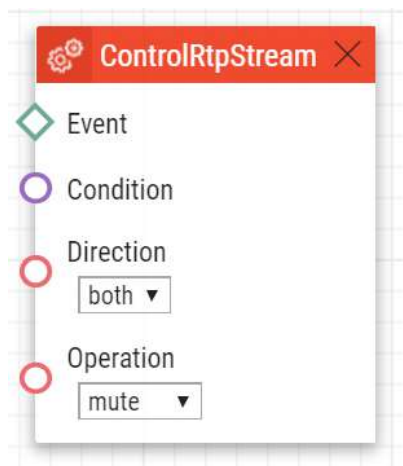 ControlRtpStream
Event
Condition
Direction
both
Operation
mute